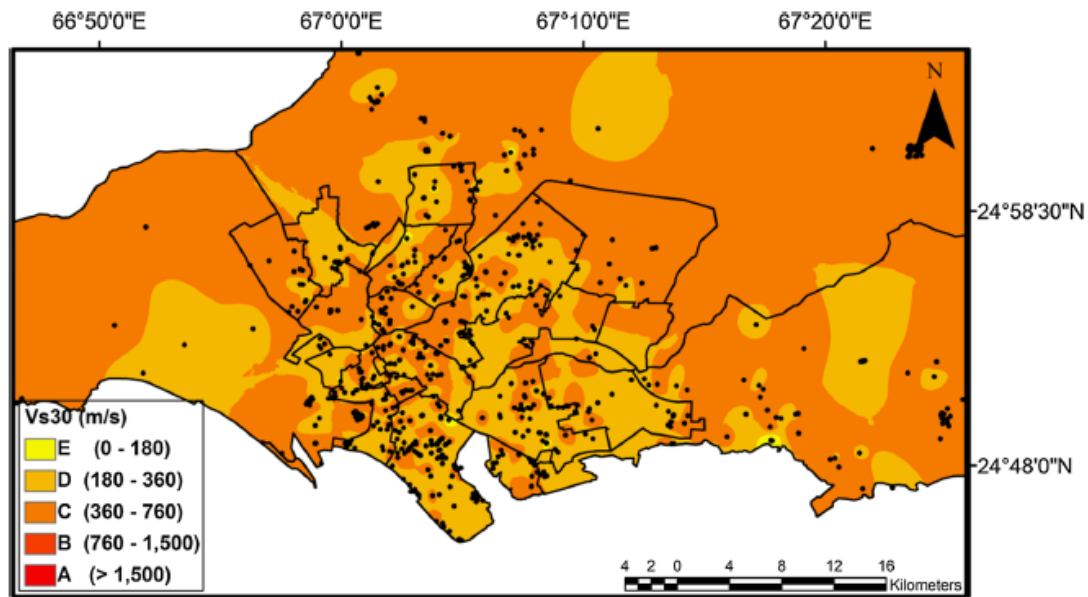 66°50'0"E 67°0'0"E 67°10'0"E 67°20'0"E
N
24°58'30"N
24°48'0"N
Vs30 (m/s)
E (0 - 180)
D (180 - 360)
C (360 - 760)
B (760 - 1,500)
A (> 1,500)
4 2 0 4 8 12 16
Kilometers